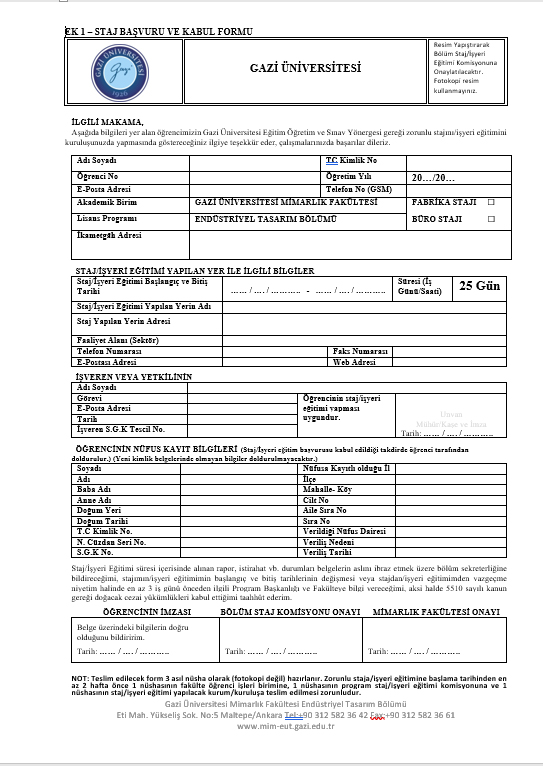 EK 1 – STAJ BAŞVURU VE KABUL FORMU
GAZİ ÜNİVERSİTESİ
Gazi
1926
GAZİ ÜNİVERSİTESİ
Resim Yapıştırarak
Bölüm Staj/İşyeri
Eğitimi Komisyonuna
Onaylatılacaktır.
Fotokopi resim
kullanmayınız.
İLGİLİ MAKAMA,
Aşağıda bilgileri yer alan öğrencimizin Gazi Üniversitesi Eğitim Öğretim ve Sınav Yönergesi gereği zorunlu stajını/işyeri eğitimini
kuruluşunuzda yapmasında göstereceğiniz ilgiye teşekkür eder, çalışmalarınızda başarılar dileriz.
Adı Soyadı T.C Kimlik No
Öğrenci No Öğretim Yılı 20…/20…
E-Posta Adresi Telefon No (GSM)
Akademik Birim GAZİ ÜNİVERSİTESİ MİMARLIK FAKÜLTESİ FABRİKA STAJI ☐
Lisans Programı ENDÜSTRİYEL TASARIM BÖLÜMÜ BÜRO STAJI ☐
İkametgâh Adresi
STAJ/İŞYERİ EĞİTİMİ YAPILAN YER İLE İLGİLİ BİLGİLER
Staj/İşyeri Eğitimi Başlangıç ve Bitiş
Tarihi
…… / …. / ……….. - …… / …. / ………..
Süresi (İş
Günü/Saati)
25 Gün
Staj/İşyeri Eğitimi Yapılan Yerin Adı
Staj Yapılan Yerin Adresi
Faaliyet Alanı (Sektör)
Telefon Numarası Faks Numarası
E-Postası Adresi Web Adresi
İŞVEREN VEYA YETKİLİNİN
Adı Soyadı
Görevi
E-Posta Adresi
Tarih
İşveren S.G.K Tescil No.
Öğrencinin staj/işyeri
eğitimi yapması
uygundur.
Unvan
Mühür/Kaşe ve İmza
Tarih: …… / …. / ………..
ÖĞRENCİNİN NÜFUS KAYIT BİLGİLERİ (Staj/İşyeri eğitim başvurusu kabul edildiği takdirde öğrenci tarafından
doldurulur.) (Yeni kimlik belgelerinde olmayan bilgiler doldurulmayacaktır.)
Soyadı Nüfusa Kayıtlı olduğu İl
Adı İlçe
Baba Adı Mahalle- Köy
Anne Adı Cilt No
Doğum Yeri Aile Sıra No
Doğum Tarihi Sıra No
T.C Kimlik No. Verildiği Nüfus Dairesi
N. Cüzdan Seri No. Veriliş Nedeni
S.G.K No. Veriliş Tarihi
Staj/İşyeri Eğitimi süresi içerisinde alınan rapor, istirahat vb. durumları belgelerin aslını ibraz etmek üzere bölüm sekreterliğine
bildireceğimi, stajımın/işyeri eğitimimin başlangıç ve bitiş tarihlerinin değişmesi veya stajdan/işyeri eğitimimden vazgeçme
niyetim halinde en az 3 iş günü önceden ilgili Program Başkanlığı ve Fakülteye bilgi vereceğimi, aksi halde 5510 sayılı kanun
gereği doğacak cezai yükümlükleri kabul ettiğimi taahhüt ederim.
ÖĞRENCİNİN İMZASI BÖLÜM STAJ KOMİSYONU ONAYI MİMARLIK FAKÜLTESİ ONAYI
Belge üzerindeki bilgilerin doğru
olduğunu bildiririm.
Tarih: …… / …. / ……….. Tarih: …… / …. / ……….. Tarih: …… / …. / ………..
NOT: Teslim edilecek form 3 asıl nüsha olarak (fotokopi değil) hazırlanır. Zorunlu staja/işyeri eğitimine başlama tarihinden en
az 2 hafta önce 1 nüshasının fakülte öğrenci işleri birimine, 1 nüshasının program staj/işyeri eğitimi komisyonuna ve 1
nüshasının staj/işyeri eğitimi yapılacak kurum/kuruluşa teslim edilmesi zorunludur.
Gazi Üniversitesi Mimarlık Fakültesi Endüstriyel Tasarım Bölümü
Eti Mah. Yükseliş Sok. No:5 Maltepe/Ankara Tel:+90 312 582 36 42 Fax:+90 312 582 36 61
www.mim-eut.gazi.edu.tr